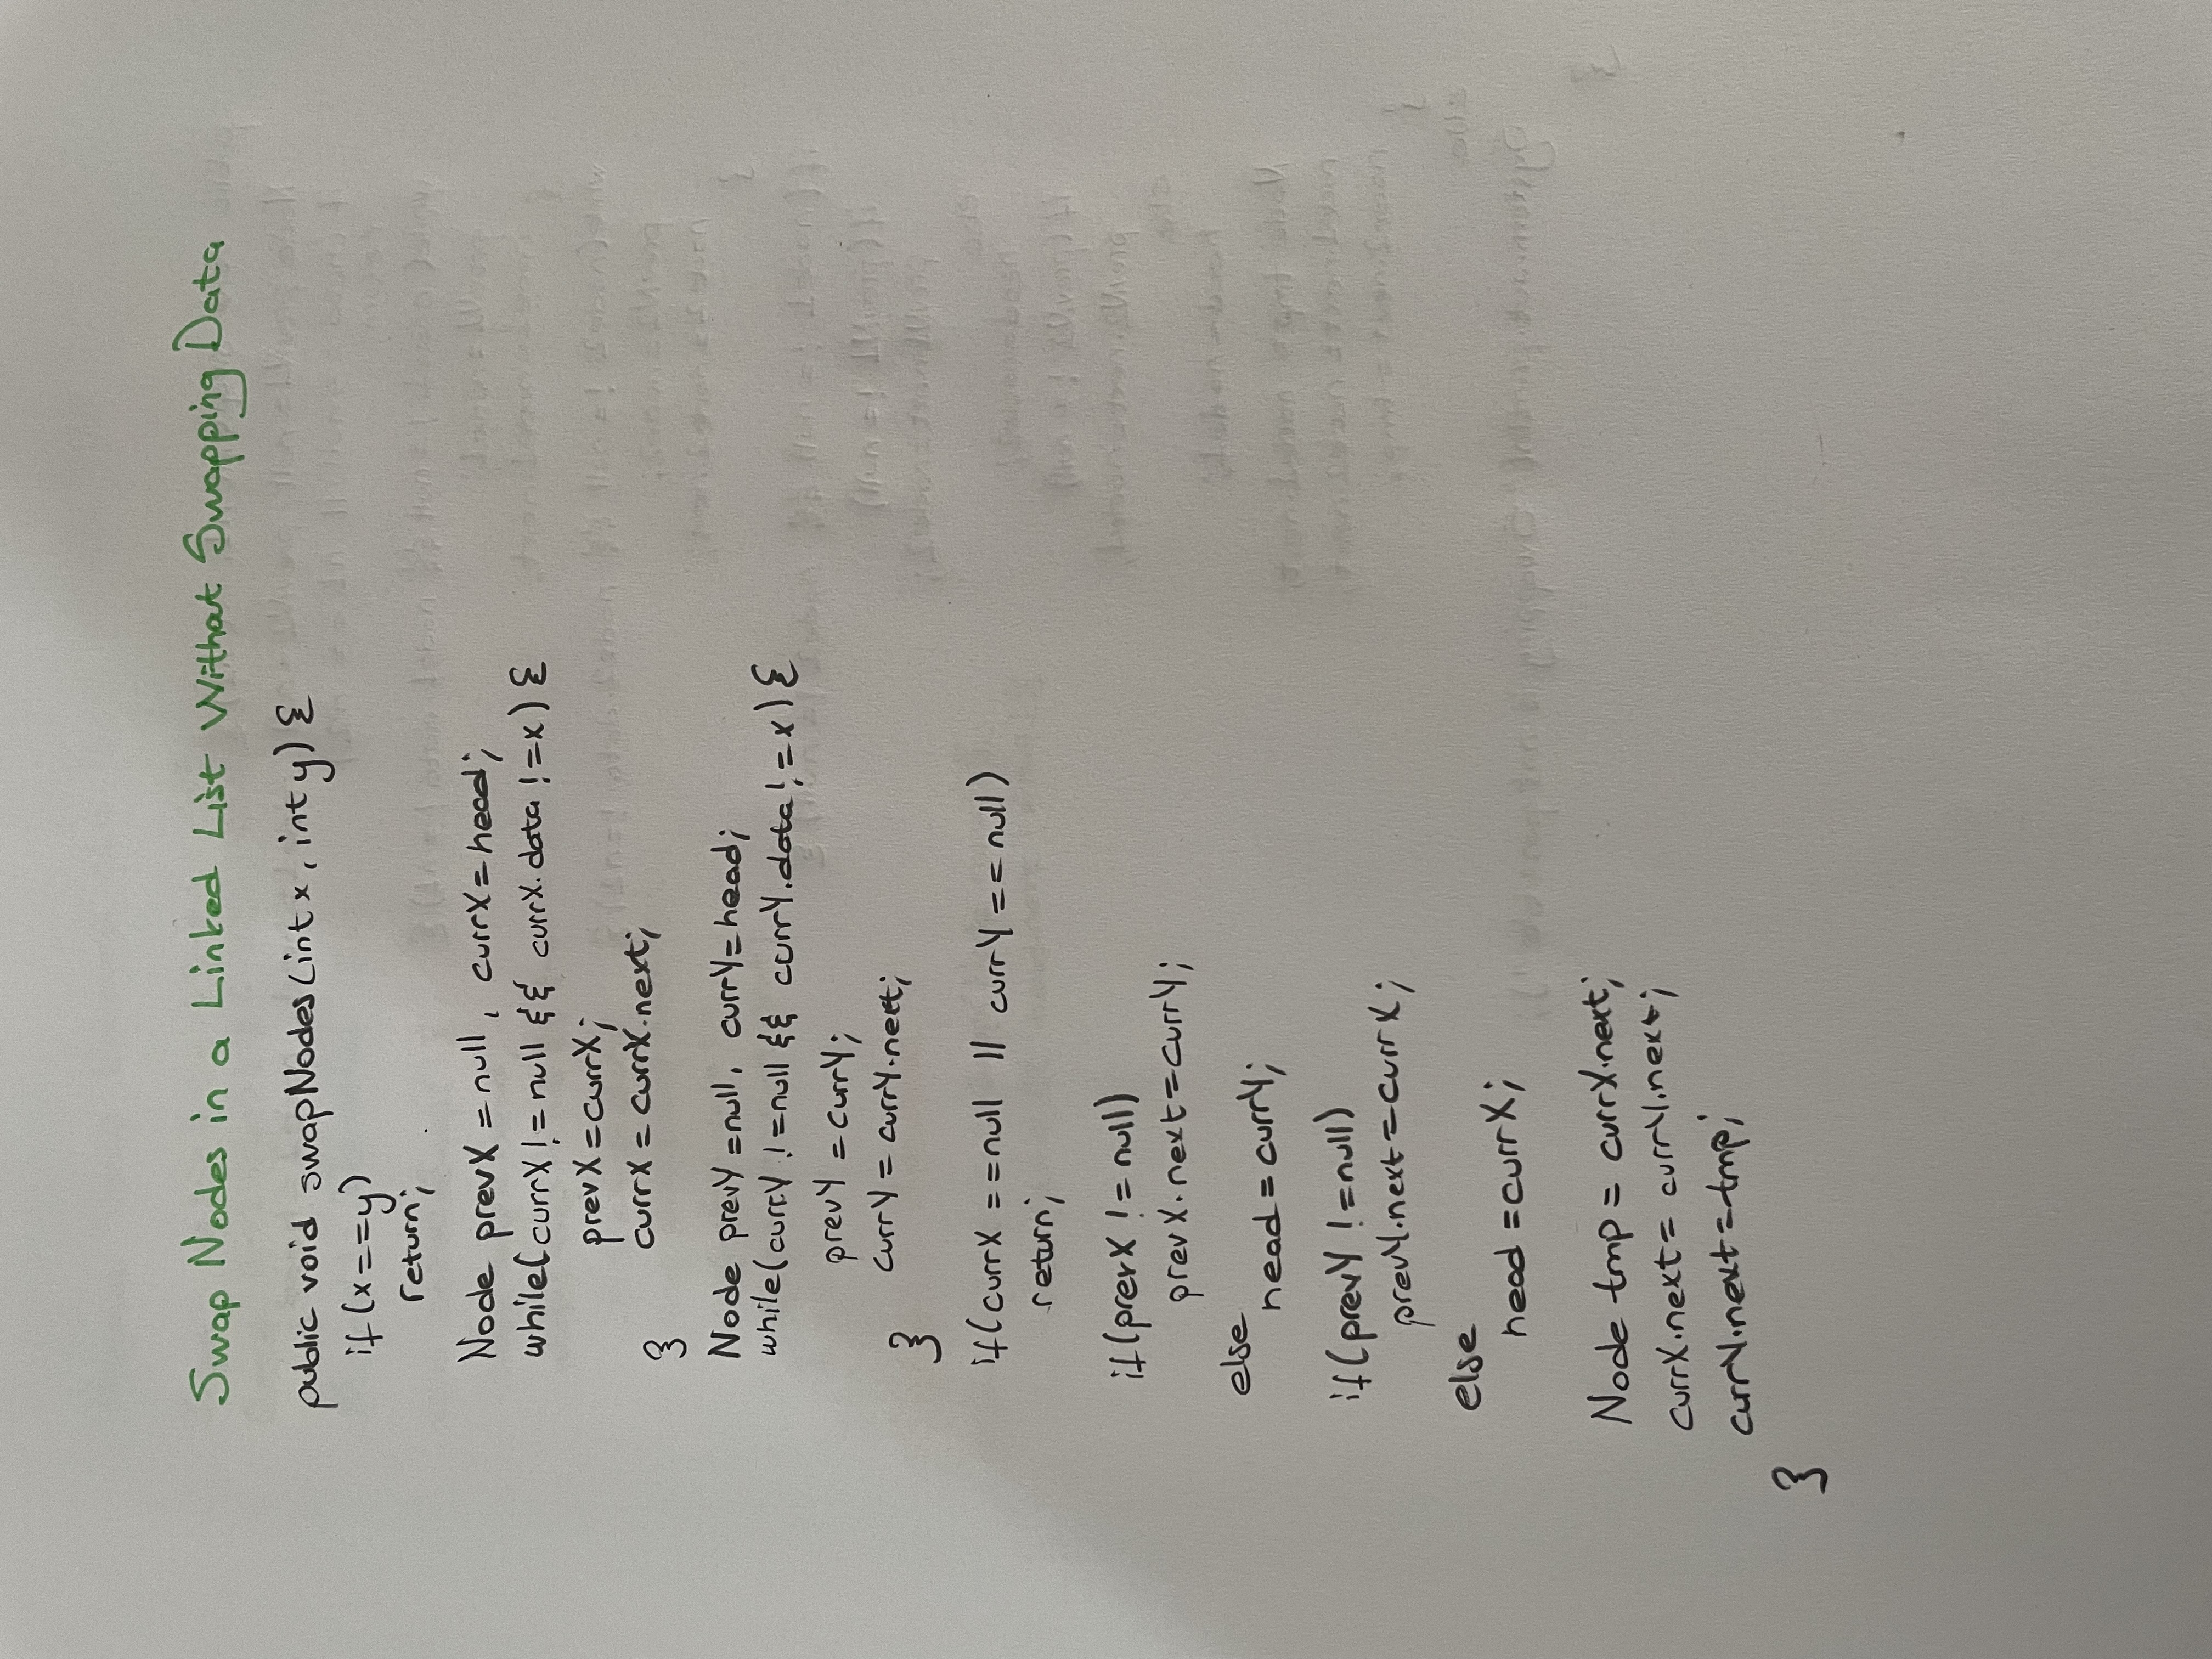 Swap Nodes in a Linked List Without Swapping Data
public void swapNodes(int x, int y) {
if (x==y)
return;
Node prevX = null, currX = head;
while(currX != null && currX.data != x) {
prevX = currX;
currX = currX.next;
}
Node prevY = null, currY = head;
while(currY != null && currY.data != x) {
prevY = currY;
currY = currY.next;
}
if(currX == null || currY == null)
return;
if(prevX != null)
prevX.next = currY;
else
head = currY;
if(prevY != null)
prevY.next = currX;
else
head = currX;
Node tmp = currX.next;
currX.next = currY.next;
currY.next = tmp;
}